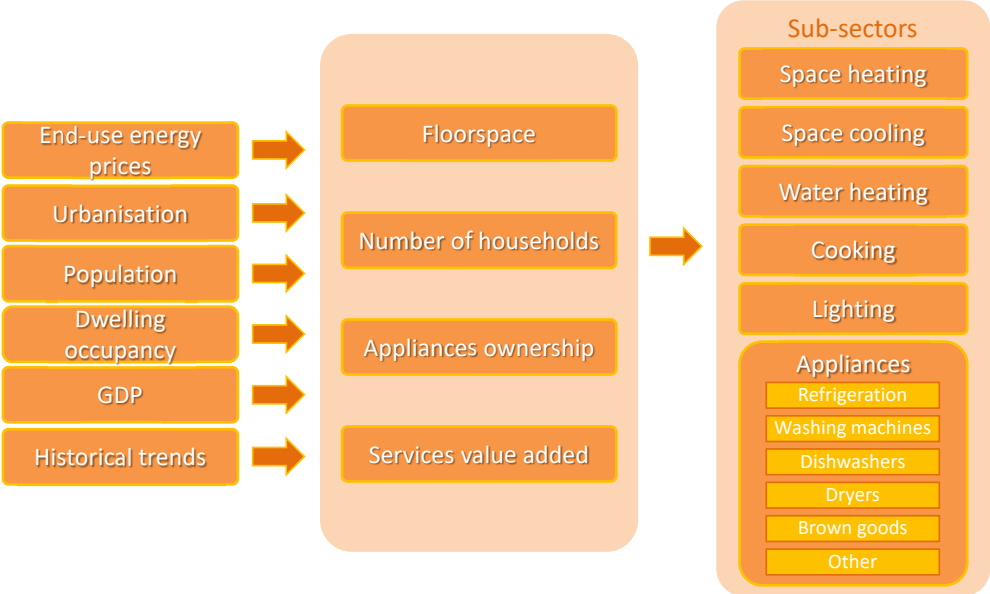 End-use energy
prices
Urbanisation
Population
Dwelling
occupancy
GDP
Historical trends
Floorspace
Number of households
Appliances ownership
Services value added
Sub-sectors
Space heating
Space cooling
Water heating
Cooking
Lighting
Appliances
Refrigeration
Washing machines
Dishwashers
Dryers
Brown goods
Other